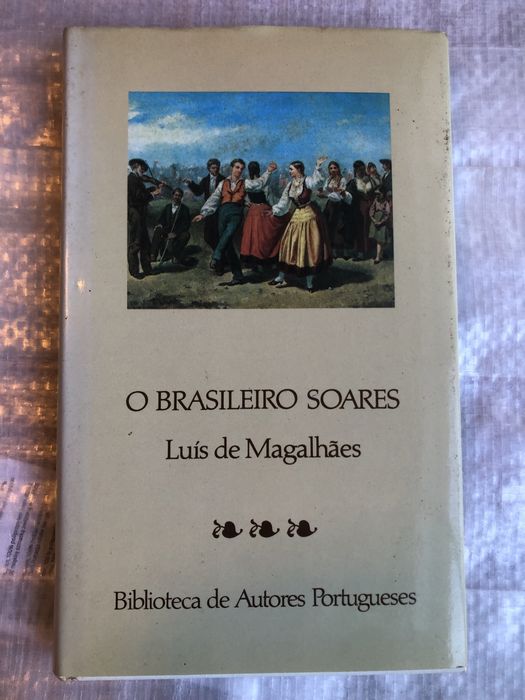 O BRASILEIRO SOARES
Luís de Magalhães
Biblioteca de Autores Portugueses